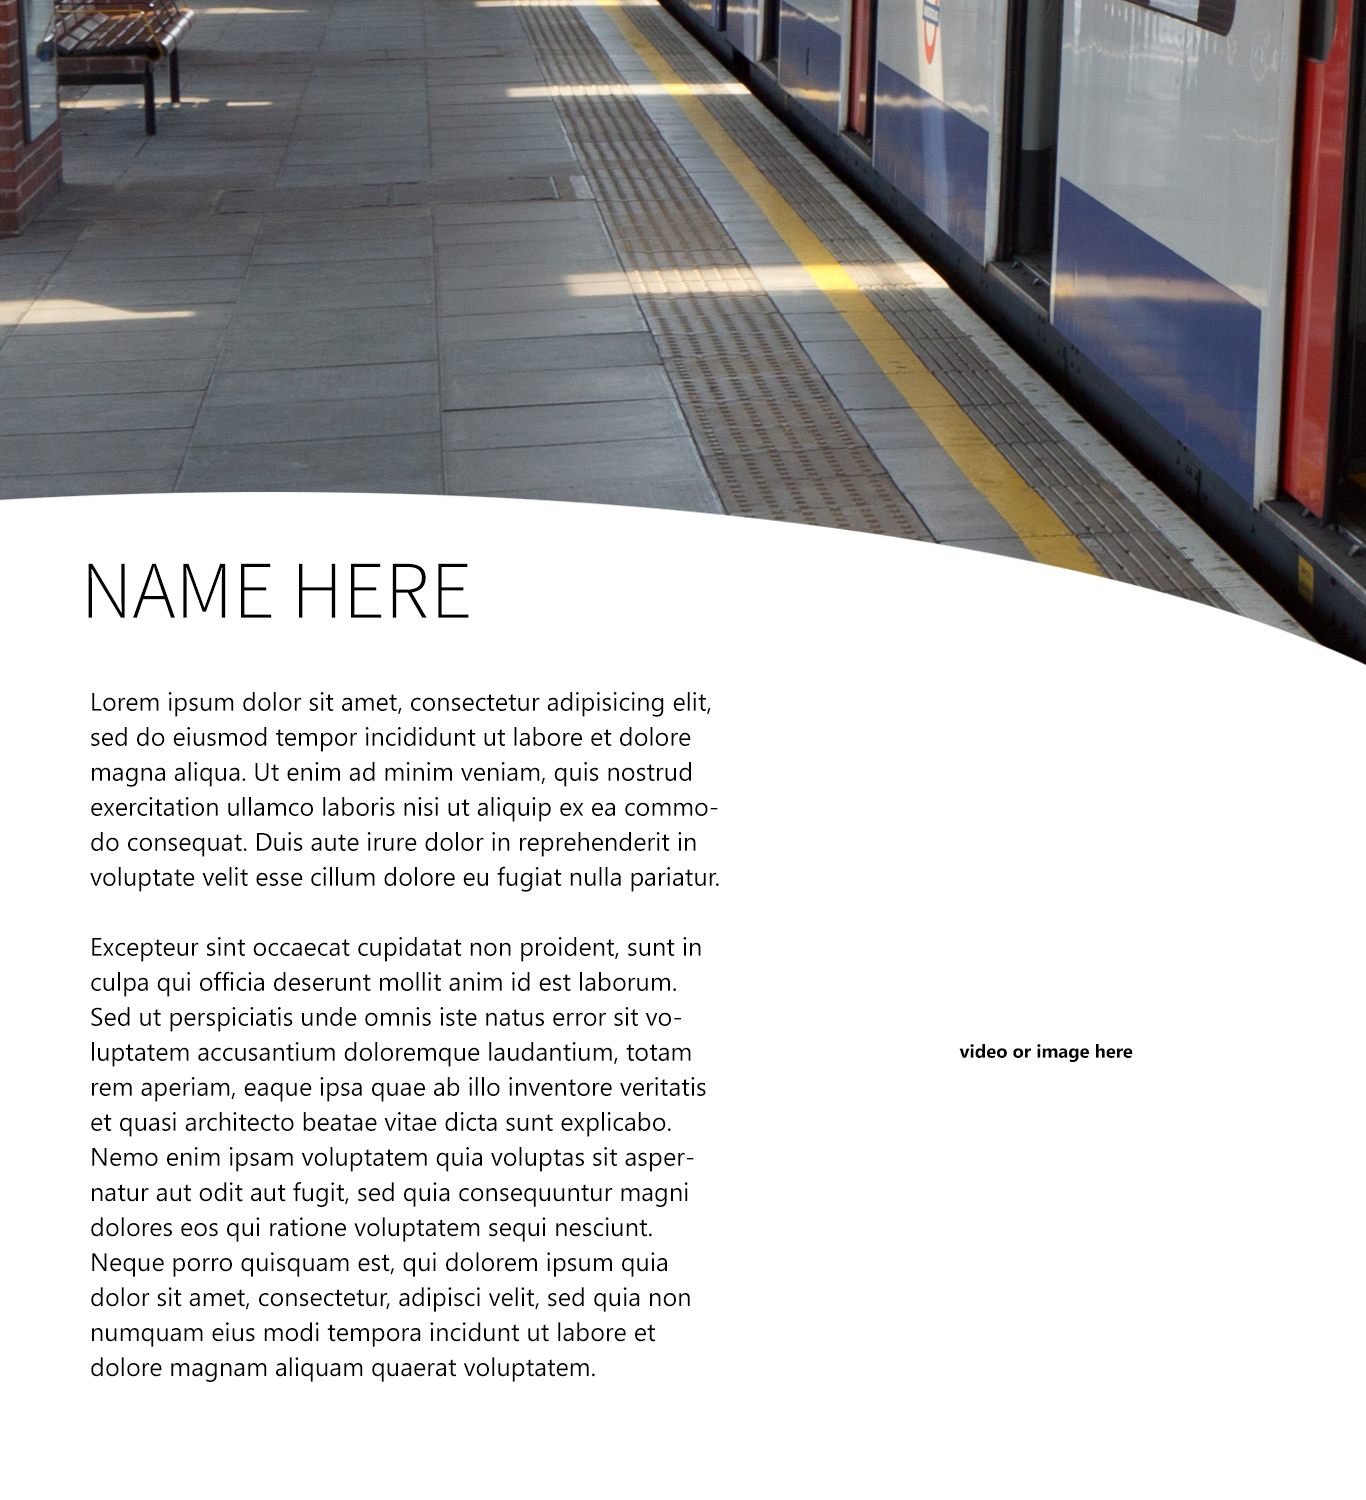 NAME HERE
Lorem ipsum dolor sit amet, consectetur adipisicing elit,
sed do eiusmod tempor incididunt ut labore et dolore
magna aliqua. Ut enim ad minim veniam, quis nostrud
exercitation ullamco laboris nisi ut aliquip ex ea commo-
do consequat. Duis aute irure dolor in reprehenderit in
voluptate velit esse cillum dolore eu fugiat nulla pariatur.
Excepteur sint occaecat cupidatat non proident, sunt in
culpa qui officia deserunt mollit anim id est laborum.
Sed ut perspiciatis unde omnis iste natus error sit vo-
luptatem accusantium doloremque laudantium, totam
rem aperiam, eaque ipsa quae ab illo inventore veritatis
et quasi architecto beatae vitae dicta sunt explicabo.
Nemo enim ipsam voluptatem quia voluptas sit asper-
natur aut odit aut fugit, sed quia consequuntur magni
dolores eos qui ratione voluptatem sequi nesciunt.
Neque porro quisquam est, qui dolorem ipsum quia
dolor sit amet, consectetur, adipisci velit, sed quia non
numquam eius modi tempora incidunt ut labore et
dolore magnam aliquam quaerat voluptatem.
video or image here